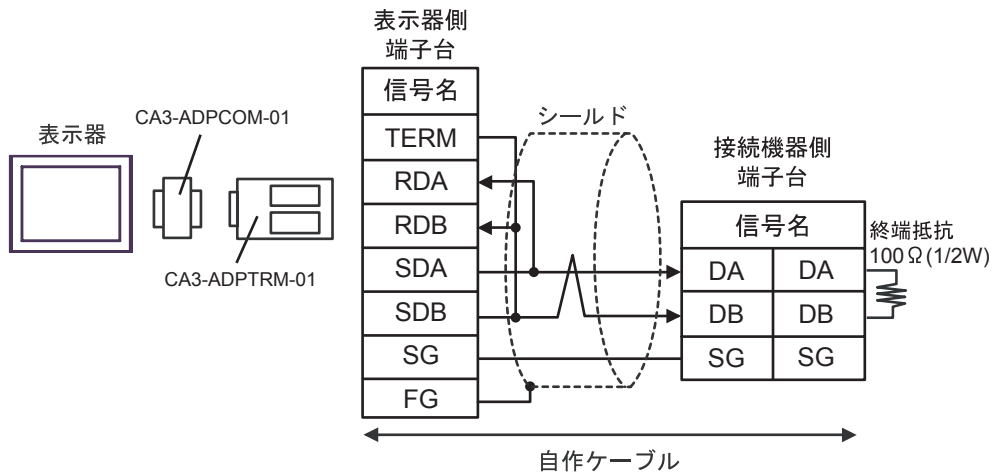 表示器側
端子台
信号名
TERM
RDA
RDB
SDA
SDB
SG
FG
CA3-ADPCOM-01
表示器
CA3-ADPTRM-01
シールド
接続機器側
端子台
信号名
DA DA
DB DB
SG SG
終端抵抗
100Ω(1/2W)
自作ケーブル